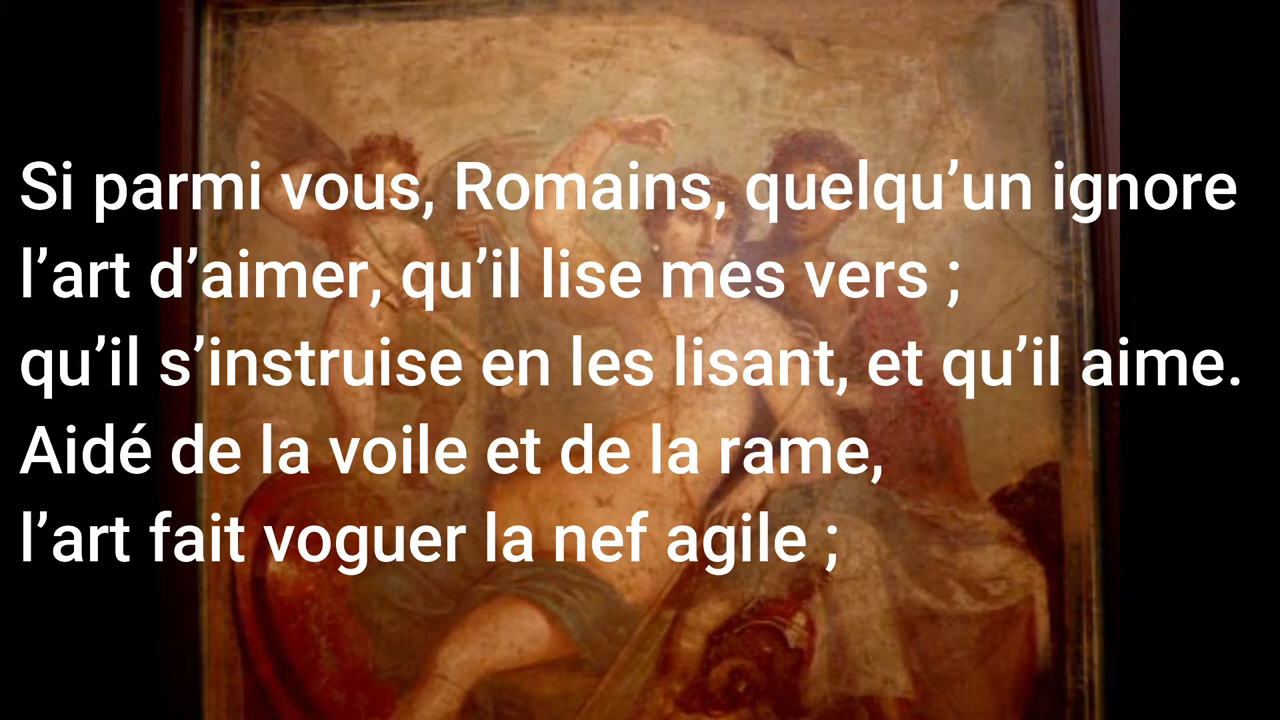 Si parmi vous, Romains, quelqu’un ignore
l’art d’aimer, qu’il lise mes vers ;
qu’il s’instruise en les lisant, et qu’il aime.
Aidé de la voile et de la rame,
l’art fait voguer la nef agile ;